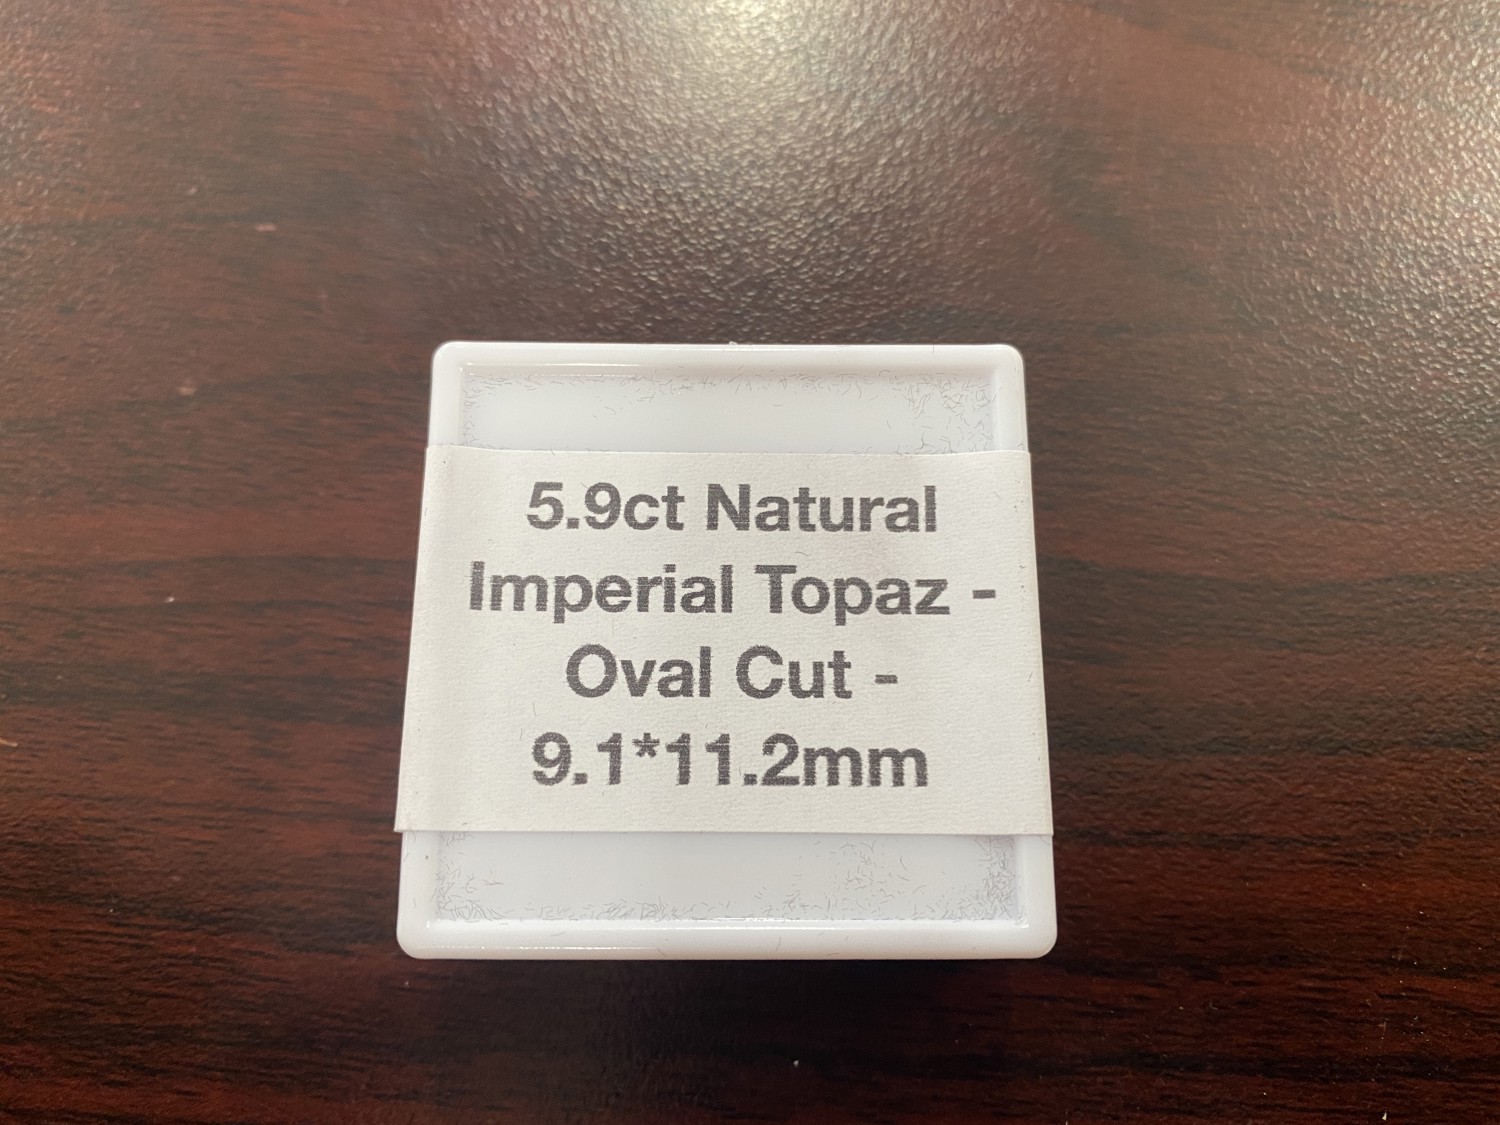 5.9ct Natural
Imperial Topaz -
Oval Cut -
9.1*11.2mm